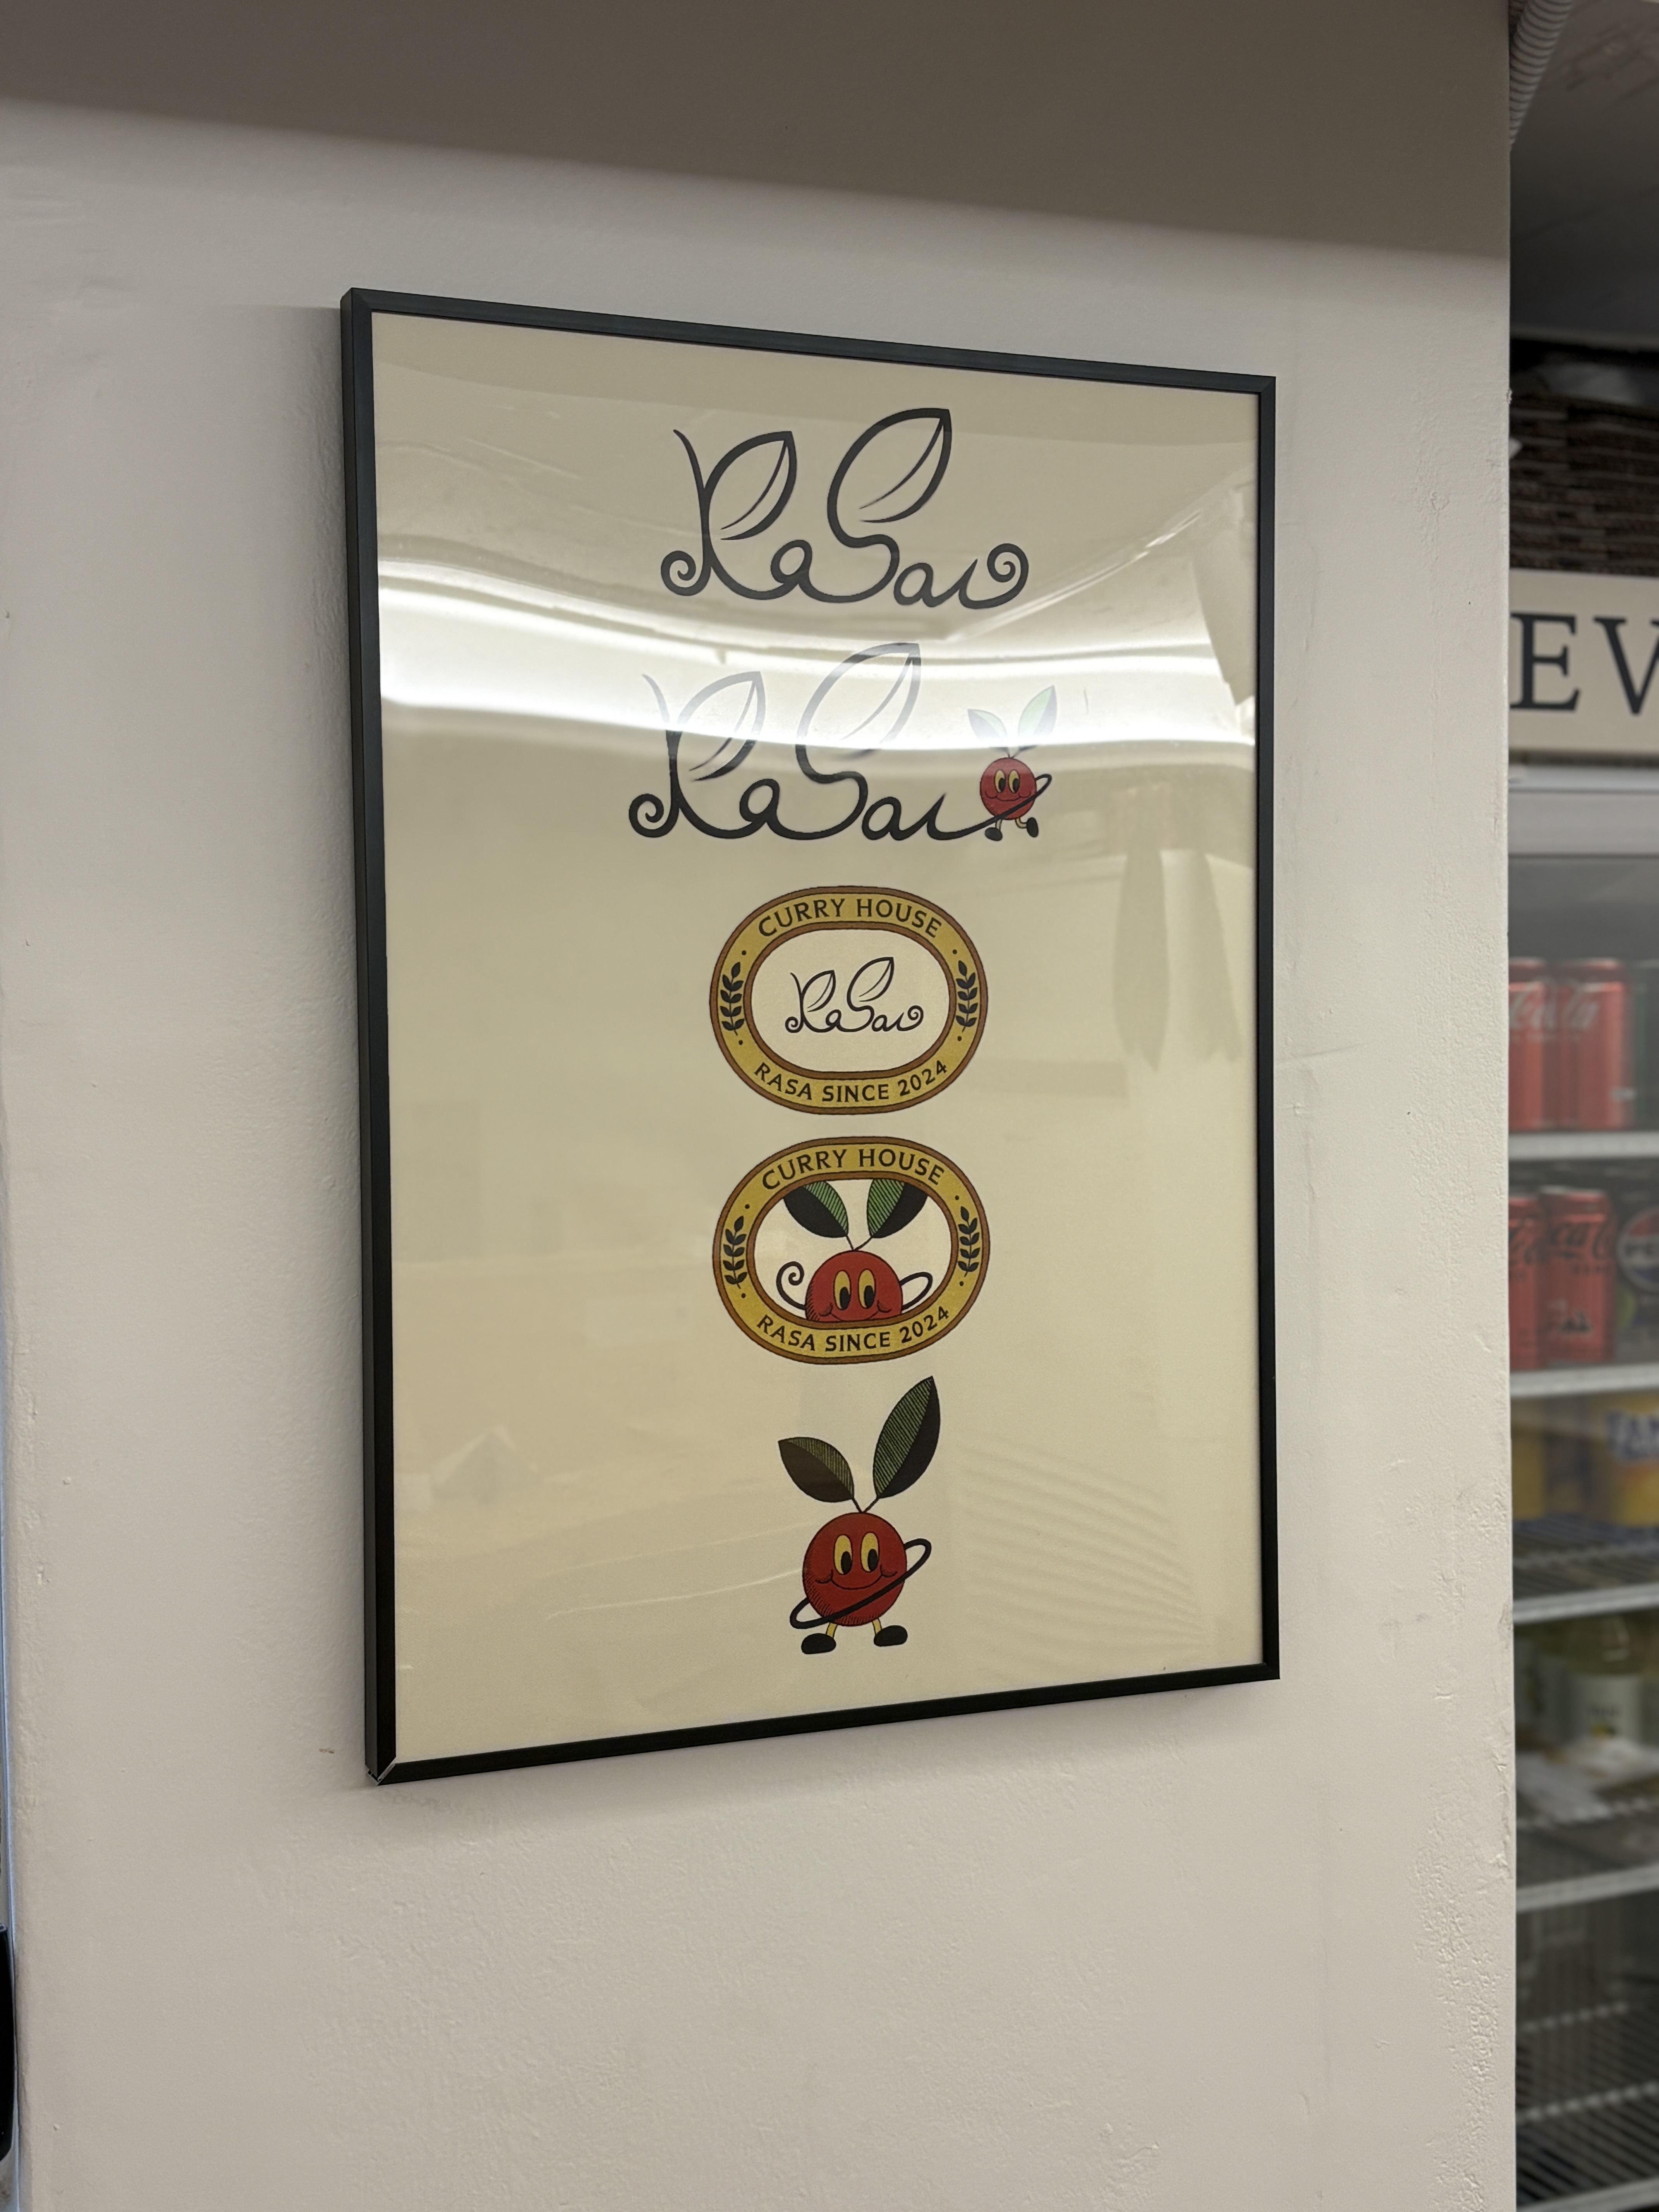 RaSa
RaSa
CURRY HOUSE
RaSa
RASA SINCE 2024
CURRY HOUSE
RASA SINCE 2024
EV